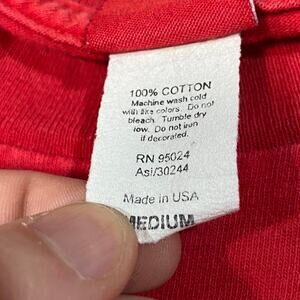 100% COTTON
Machine wash cold
with like colors. Do not
bleach. Tumble dry
low. Do not iron
if decorated.
RN 95024
Asi/30244
Made in USA
MEDIUM